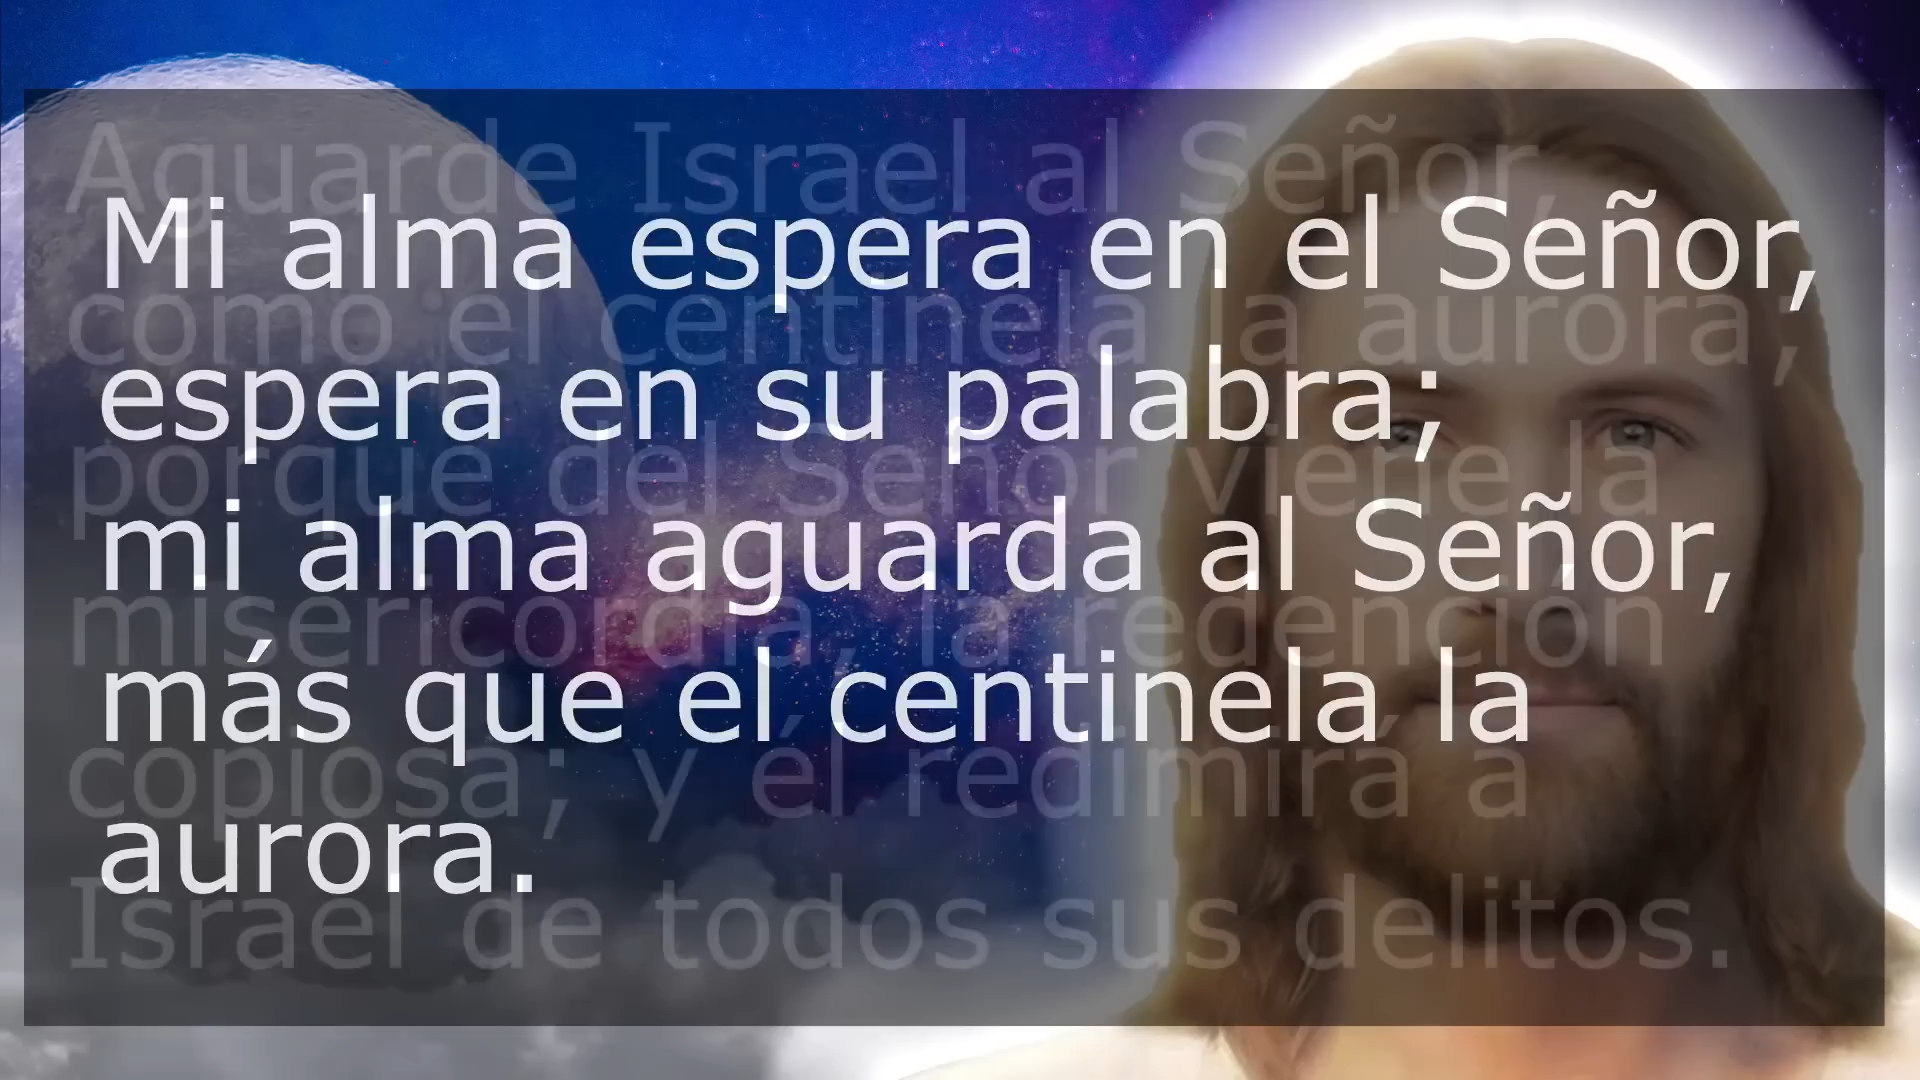 Mi alma espera en el Señor,
espera en su palabra;
mi alma aguarda al Señor,
más que el centinela la
aurora.
Aguarde Israel al Señor,
como el centinela la aurora;
porque del Señor viene la
misericordia, la redención
copiosa; y él redimirá a
Israel de todos sus delitos.